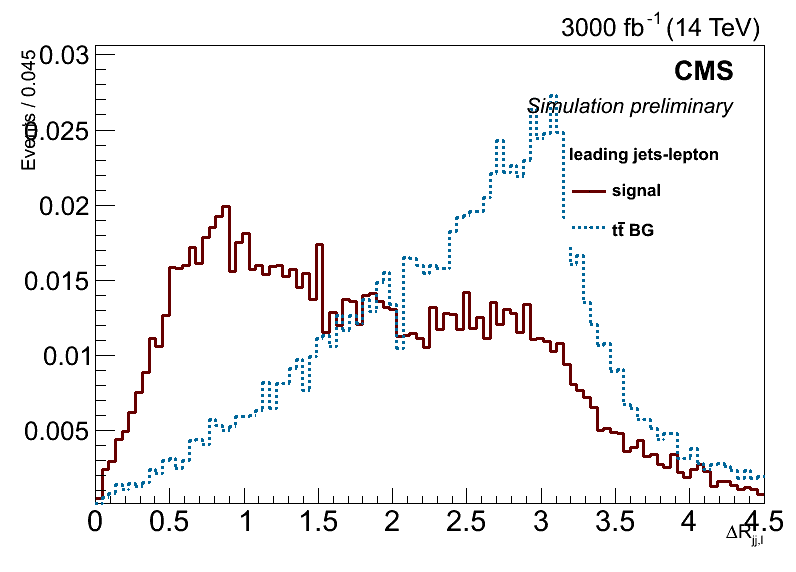 3000 fb⁻¹ (14 TeV)
CMS
Simulation preliminary
leading jets-lepton
signal
tt̄ BG
Events / 0.045
0.03
0.025
0.02
0.015
0.01
0.005
0 0.5 1 1.5 2 2.5 3 3.5 4 4.5
ΔR_jj,l